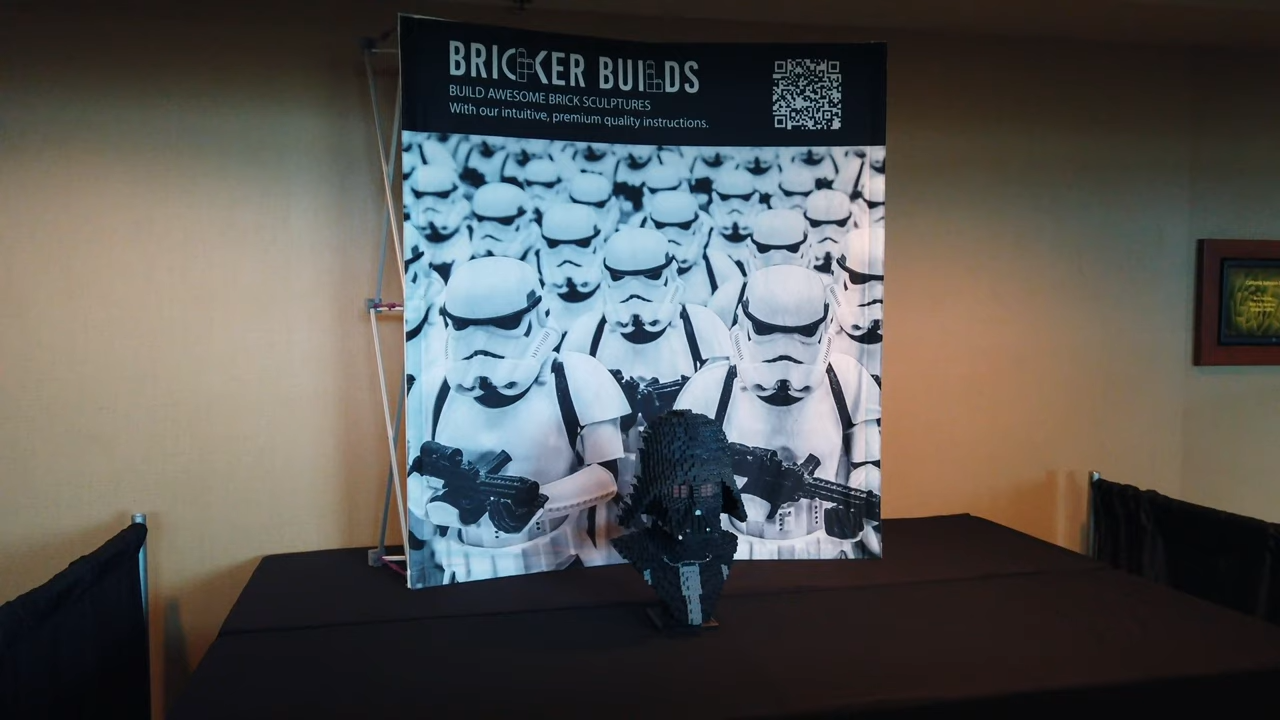 BRICKER BUILDS
BUILD AWESOME BRICK SCULPTURES
With our intuitive, premium quality instructions.